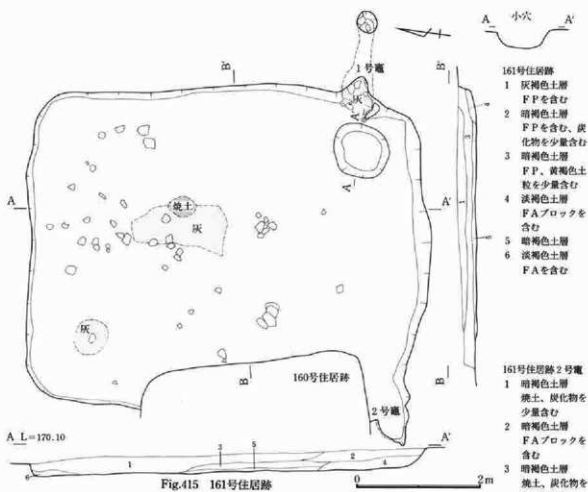 A 小穴 A'
B' B'
1号竈
灰
A'
A
161号住居跡
1 灰褐色土層
FPを含む
2 暗褐色土層
FPを含む、炭
化物を少量含む
3 暗褐色土層
FP、黄褐色土
粒を少量含む
4 淡褐色土層
FAブロックを
含む
5 暗褐色土層
6 淡褐色土層
FAを含む
A A'
焼土
灰
灰
4
3
1
6
B B
160号住居跡
2号竈
161号住居跡2号竈
1 暗褐色土層
焼土、炭化物を
少量含む
2 暗褐色土層
FAブロックを
含む
3 暗褐色土層
焼土、炭化物を
A L=170.10 A'
6 1 3 5 2 4
Fig.415 161号住居跡
0 2m